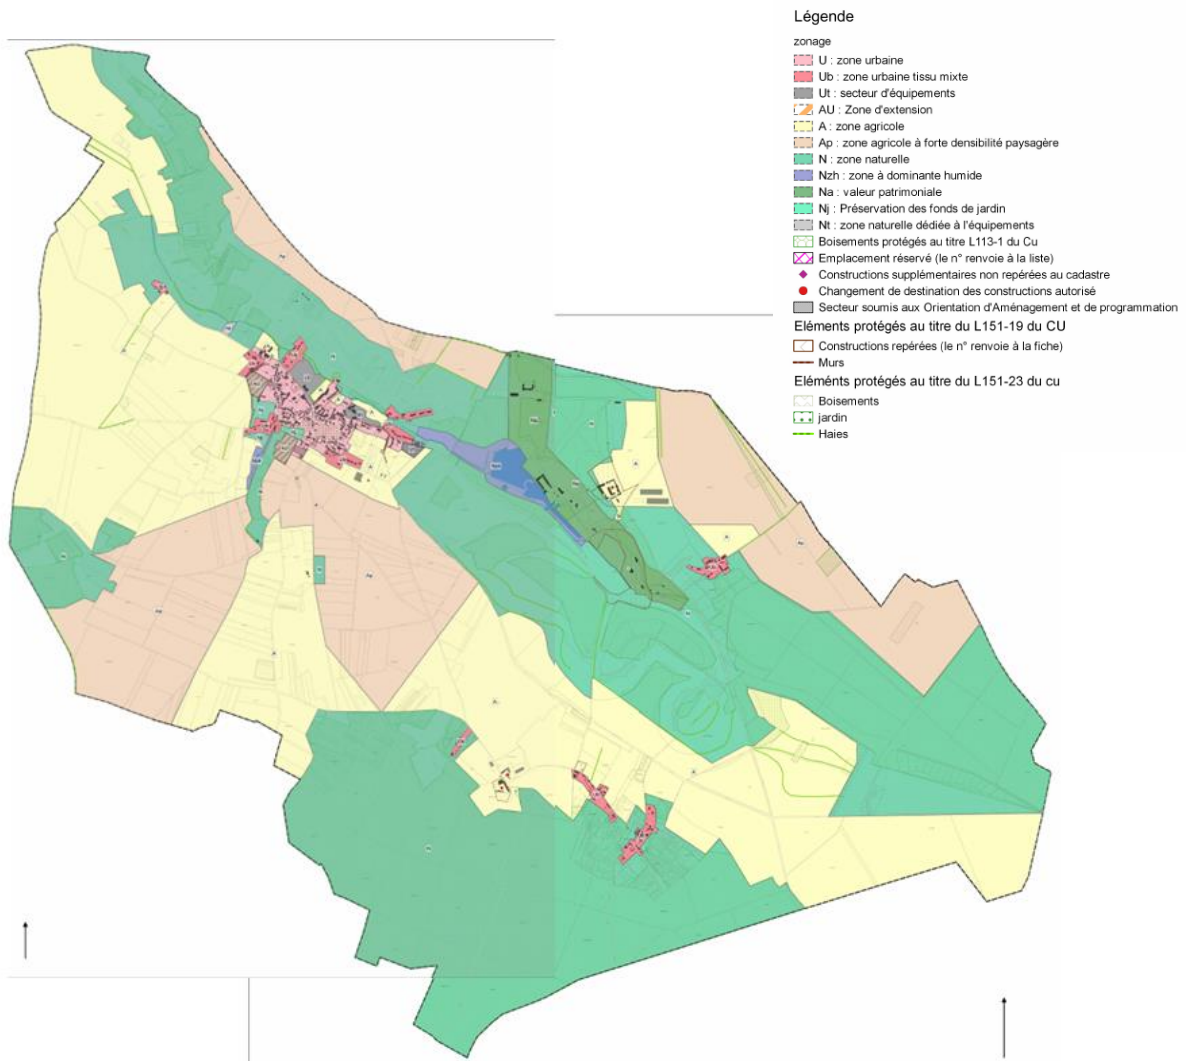 Légende
zonage
U : zone urbaine
Ub : zone urbaine tissu mixte
Ut : secteur d'équipements
AU : Zone d'extension
A : zone agricole
Ap : zone agricole à forte densibilité paysagère
N : zone naturelle
Nzh : zone à dominante humide
Na : valeur patrimoniale
Nj : Préservation des fonds de jardin
Nt : zone naturelle dédiée à l'équipements
Boisements protégés au titre L113-1 du Cu
Emplacement réservé (le n° renvoie à la liste)
Constructions supplémentaires non repérées au cadastre
Changement de destination des constructions autorisé
Secteur soumis aux Orientation d'Aménagement et de programmation
Eléments protégés au titre du L151-19 du CU
Constructions repérées (le n° renvoie à la fiche)
Murs
Eléménts protégés au titre du L151-23 du cu
Boisements
jardin
Haies